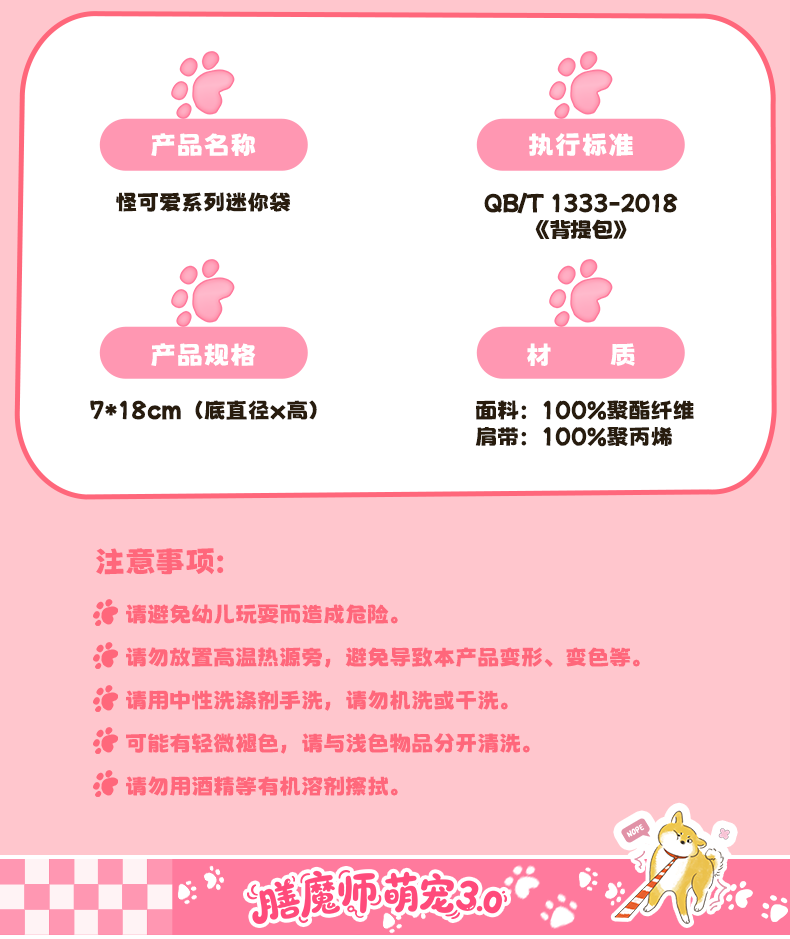 产品名称
执行标准
怪可爱系列迷你袋
QB/T 1333-2018
《背提包》
产品规格
材 质
7*18cm（底直径x高）
面料：100%聚酯纤维
肩带：100%聚丙烯
注意事项:
请避免幼儿玩耍而造成危险。
请勿放置高温热源旁，避免导致本产品变形、变色等。
请用中性洗涤剂手洗，请勿机洗或干洗。
可能有轻微褪色，请与浅色物品分开清洗。
请勿用酒精等有机溶剂擦拭。
NOPE
膳魔师萌宠3.0